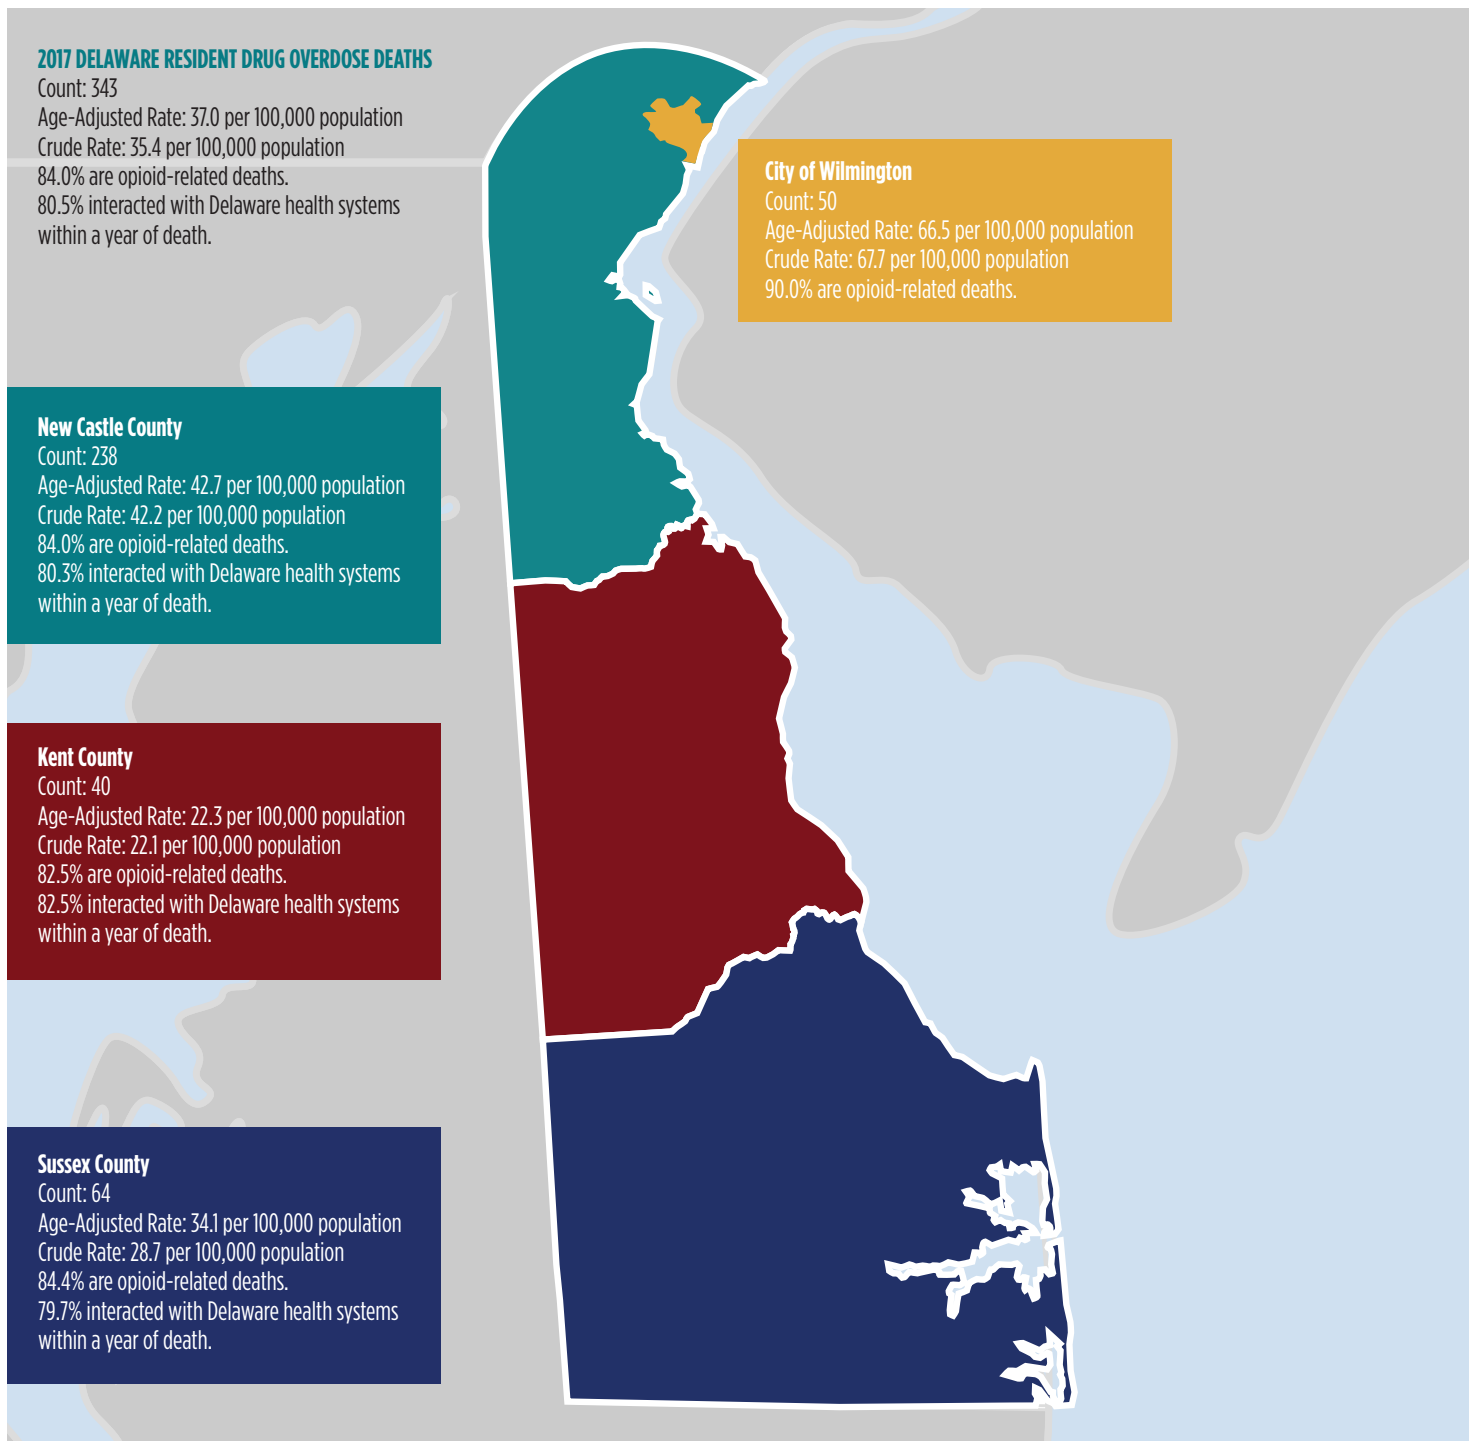 2017 DELAWARE RESIDENT DRUG OVERDOSE DEATHS
Count: 343
Age-Adjusted Rate: 37.0 per 100,000 population
Crude Rate: 35.4 per 100,000 population
84.0% are opioid-related deaths.
80.5% interacted with Delaware health systems
within a year of death.
City of Wilmington
Count: 50
Age-Adjusted Rate: 66.5 per 100,000 population
Crude Rate: 67.7 per 100,000 population
90.0% are opioid-related deaths.
New Castle County
Count: 238
Age-Adjusted Rate: 42.7 per 100,000 population
Crude Rate: 42.2 per 100,000 population
84.0% are opioid-related deaths.
80.3% interacted with Delaware health systems
within a year of death.
Kent County
Count: 40
Age-Adjusted Rate: 22.3 per 100,000 population
Crude Rate: 22.1 per 100,000 population
82.5% are opioid-related deaths.
82.5% interacted with Delaware health systems
within a year of death.
Sussex County
Count: 64
Age-Adjusted Rate: 34.1 per 100,000 population
Crude Rate: 28.7 per 100,000 population
84.4% are opioid-related deaths.
79.7% interacted with Delaware health systems
within a year of death.